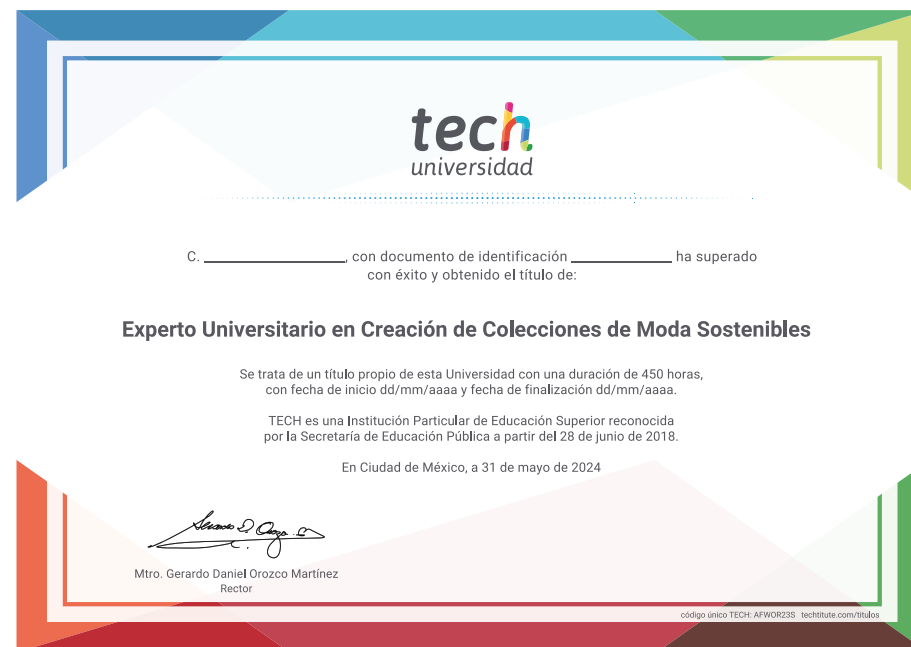 tech
universidad
C. ____________, con documento de identificación ____________ ha superado
con éxito y obtenido el título de:
Experto Universitario en Creación de Colecciones de Moda Sostenibles
Se trata de un título propio de esta Universidad con una duración de 450 horas,
con fecha de inicio dd/mm/aaaa y fecha de finalización dd/mm/aaaa.
TECH es una Institución Particular de Educación Superior reconocida
por la Secretaría de Educación Pública a partir del 28 de junio de 2018.
En Ciudad de México, a 31 de mayo de 2024
Mtro. Gerardo Daniel Orozco Martínez
Rector
código único TECH: AFWOR23S techtitute.com/titulos